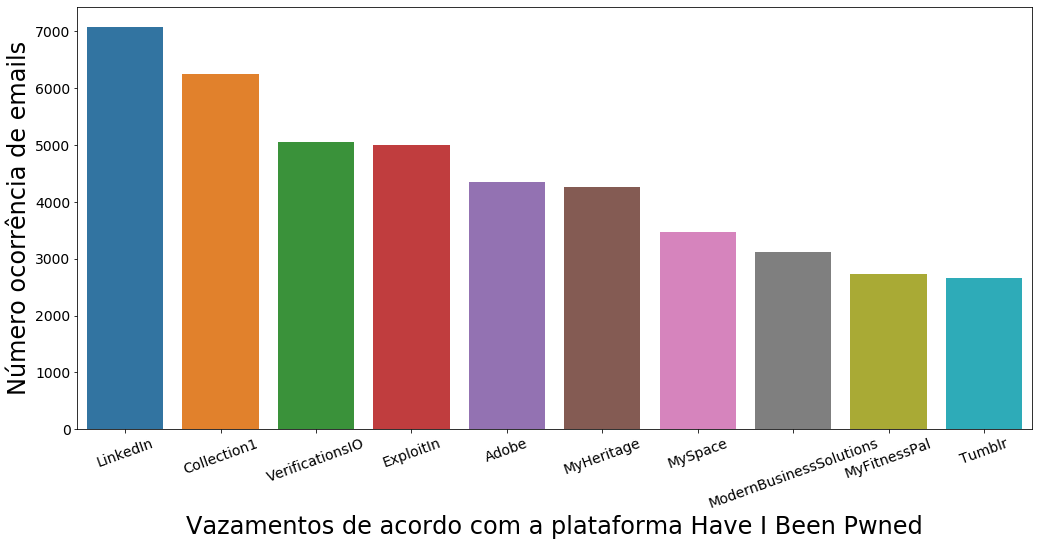 Número ocorrência de emails
7000
6000
5000
4000
3000
2000
1000
0
LinkedIn
Collection1
VerificationsIO
ExploitIn
Adobe
MyHeritage
MySpace
ModernBusinessSolutions
MyFitnessPal
Tumblr
Vazamentos de acordo com a plataforma Have I Been Pwned